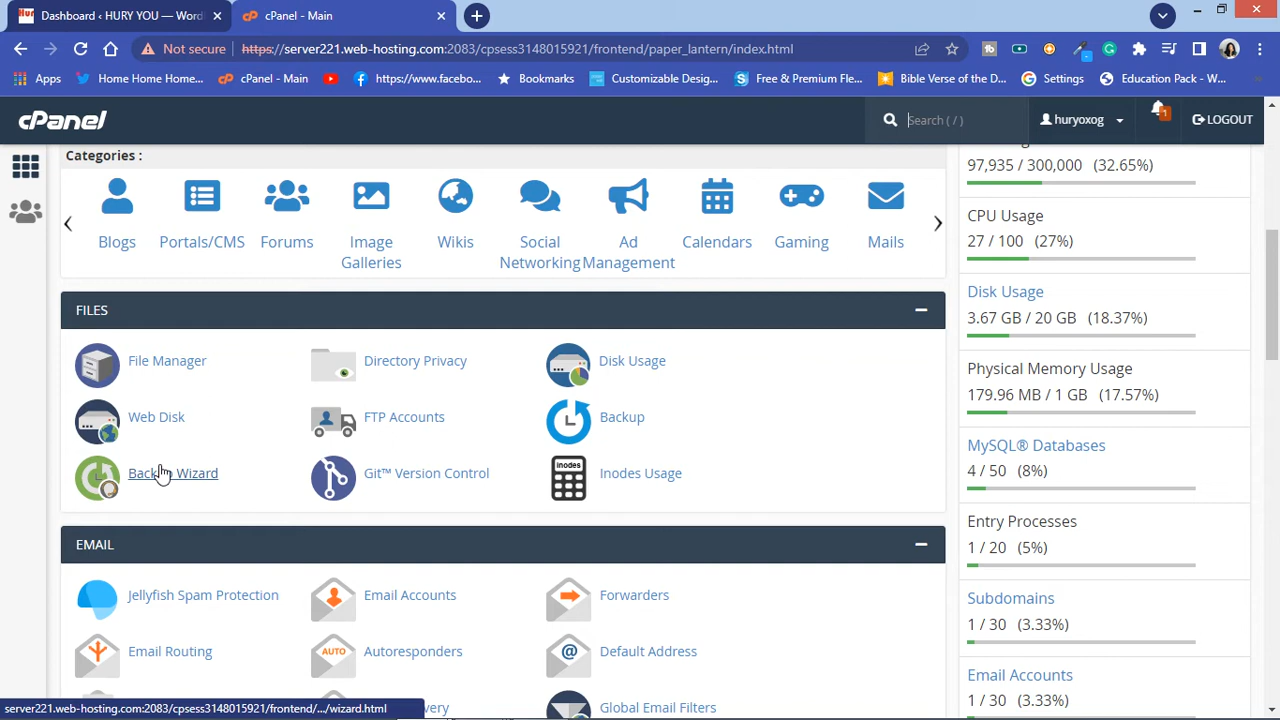 Dashboard ‹ HURY YOU — Word
cPanel - Main
Not secure https://server221.web-hosting.com:2083/cpsess3148015921/frontend/paper_lantern/index.html
Apps
Home Home Home...
cPanel - Main
https://www.facebo...
Bookmarks
Customizable Desig...
Free & Premium Fle...
Bible Verse of the D...
Settings
Education Pack - W...
cPanel
Search ( / )
huryoxog
1
LOGOUT
Categories :
Blogs
Portals/CMS
Forums
Image
Galleries
Wikis
Social
Networking
Ad
Management
Calendars
Gaming
Mails
FILES
File Manager
Directory Privacy
Disk Usage
Web Disk
FTP Accounts
Backup
Wizard
Git™ Version Control
inodes
Inodes Usage
EMAIL
Jellyfish Spam Protection
Email Accounts
Forwarders
Email Routing
AUTO
Autoresponders
@
Default Address
Global Email Filters
97,935 / 300,000 (32.65%)
CPU Usage
27 / 100 (27%)
Disk Usage
3.67 GB / 20 GB (18.37%)
Physical Memory Usage
179.96 MB / 1 GB (17.57%)
MySQL® Databases
4 / 50 (8%)
Entry Processes
1 / 20 (5%)
Subdomains
1 / 30 (3.33%)
Email Accounts
1 / 30 (3.33%)
server221.web-hosting.com:2083/cpsess3148015921/frontend/.../wizard.html